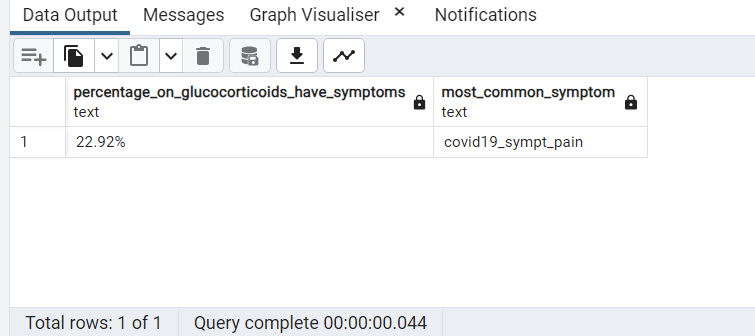 Data Output Messages Graph Visualiser × Notifications
percentage_on_glucocorticoids_have_symptoms most_common_symptom
text text
1 22.92% covid19_sympt_pain
Total rows: 1 of 1 Query complete 00:00:00.044